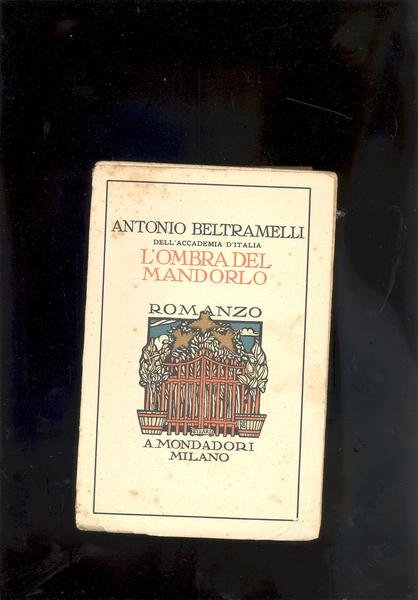 ANTONIO BELTRAMELLI
DELL'ACCADEMIA D'ITALIA
L'OMBRA DEL
MANDORLO
ROMANZO
A. MONDADORI
MILANO